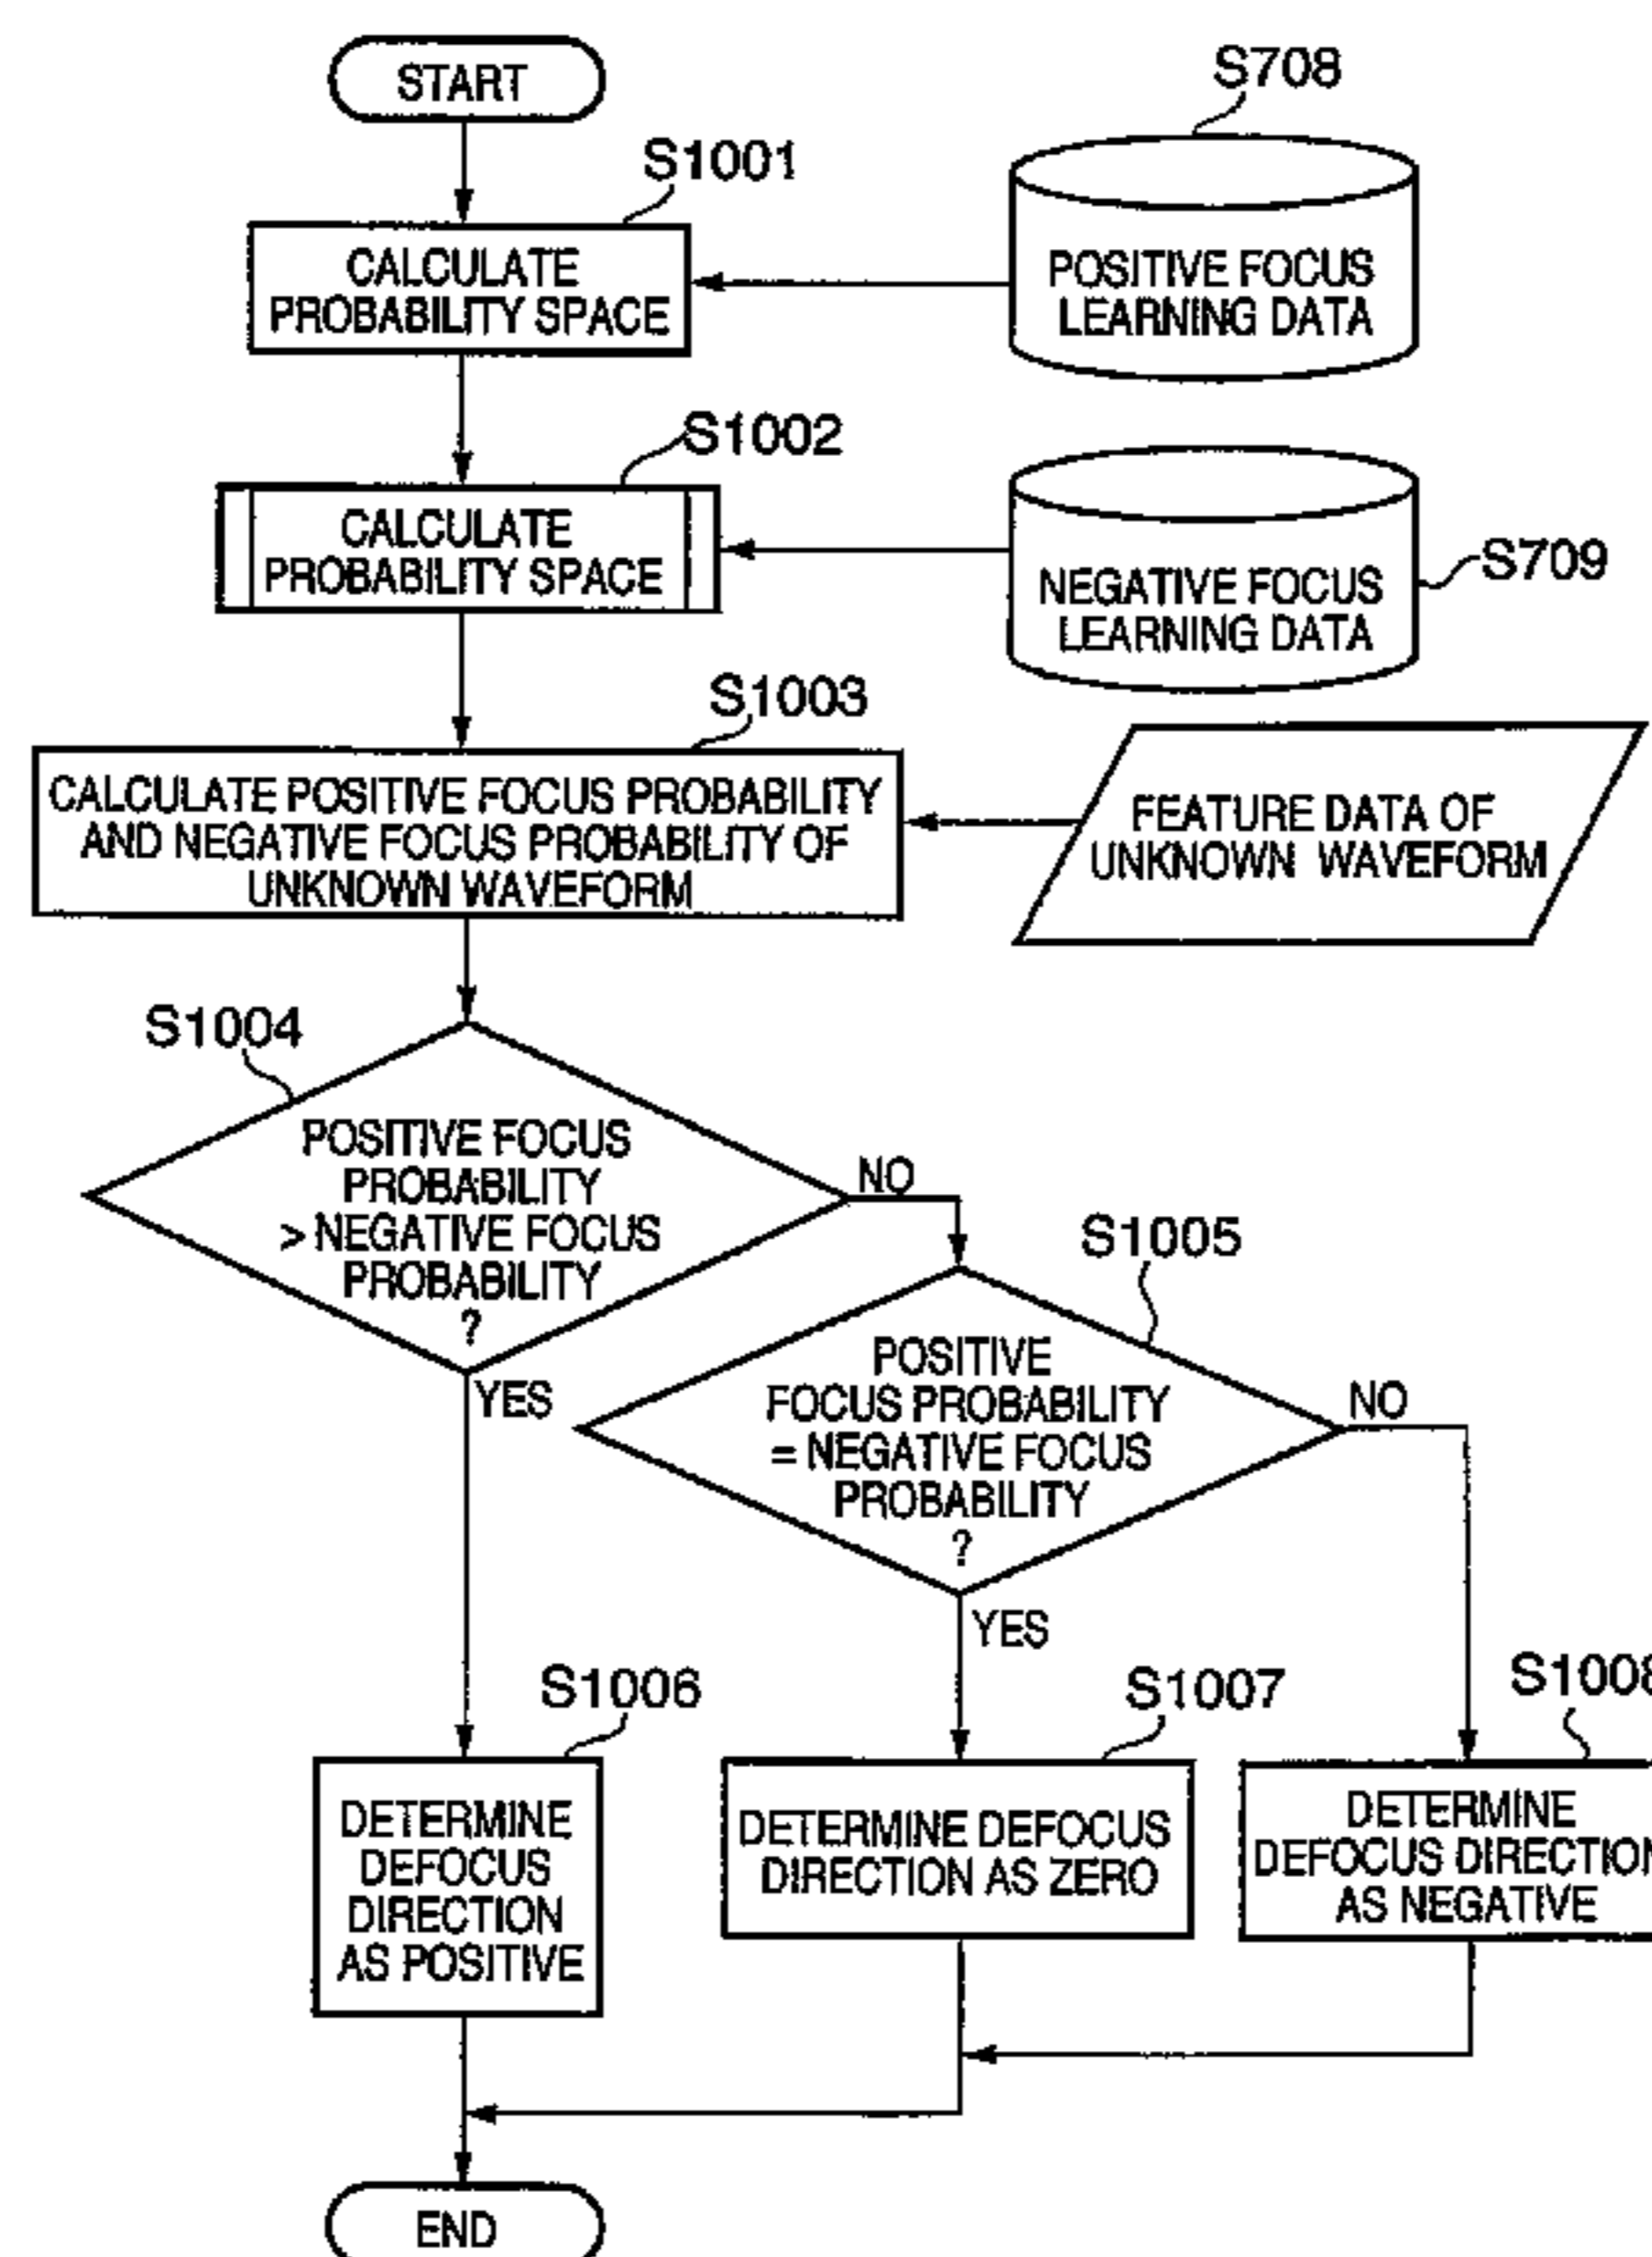 START
S708
S1001
CALCULATE
PROBABILITY SPACE
POSITIVE FOCUS
LEARNING DATA
S1002
CALCULATE
PROBABILITY SPACE
NEGATIVE FOCUS
LEARNING DATA
S709
S1003
CALCULATE POSITIVE FOCUS PROBABILITY
AND NEGATIVE FOCUS PROBABILITY OF
UNKNOWN WAVEFORM
FEATURE DATA OF
UNKNOWN WAVEFORM
S1004
POSITIVE FOCUS
PROBABILITY
> NEGATIVE FOCUS
PROBABILITY
?
NO
YES
S1005
POSITIVE
FOCUS PROBABILITY
= NEGATIVE FOCUS
PROBABILITY
?
NO
YES
S1006
DETERMINE
DEFOCUS
DIRECTION
AS POSITIVE
S1007
DETERMINE DEFOCUS
DIRECTION AS ZERO
S1008
DETERMINE
DEFOCUS DIRECTION
AS NEGATIVE
END